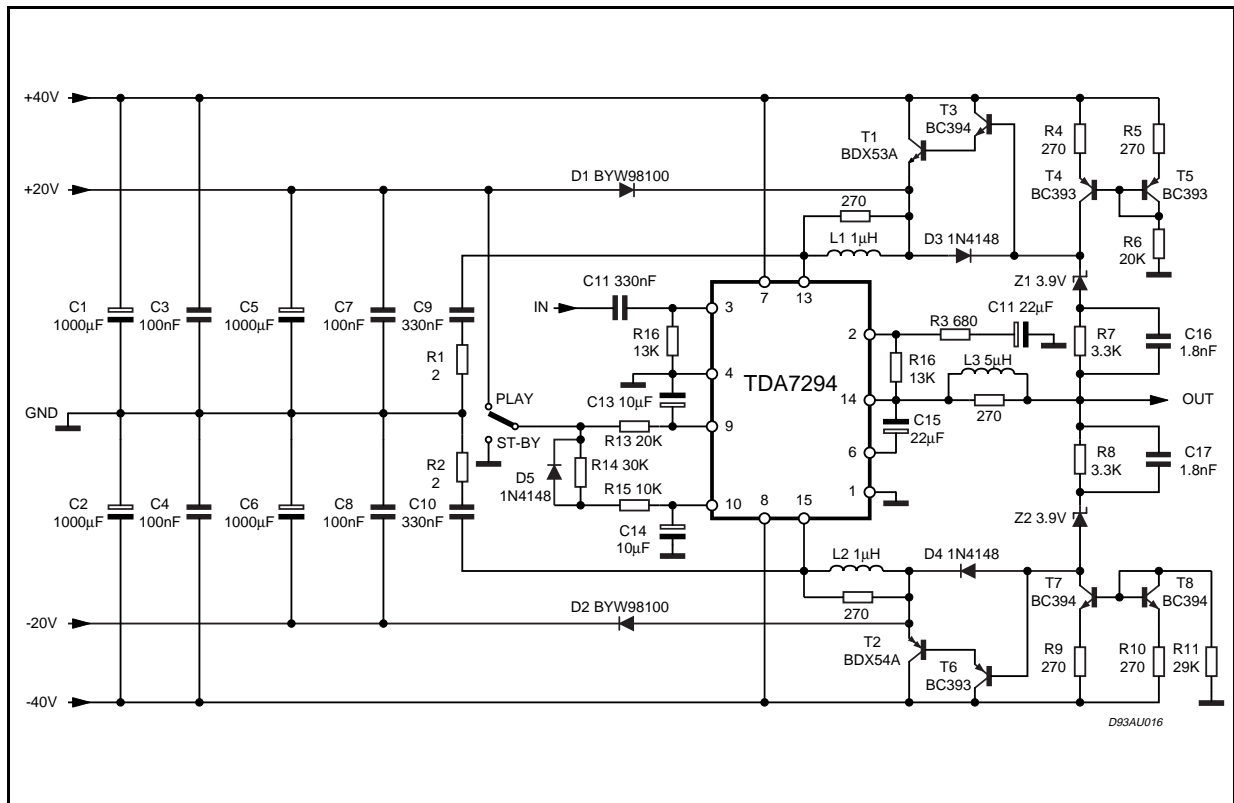 +40V
T3
BC394
T1
BDX53A
R4
270
R5
270
+20V
D1 BYW98100
T4
BC393
T5
BC393
270
L1 1µH
D3 1N4148
R6
20K
Z1 3.9V
C1
1000µF
C3
100nF
C5
1000µF
C7
100nF
C9
330nF
C11 330nF
IN
3
7
13
C11 22µF
R16
13K
2
R3 680
R7
3.3K
C16
1.8nF
R1
2
R16
13K
L3 5µH
4
TDA7294
PLAY
C13 10µF
14
270
OUT
GND
ST-BY
R13 20K
9
C15
22µF
6
R2
2
D5
1N4148
R14 30K
R8
3.3K
C17
1.8nF
R15 10K
1
C2
1000µF
C4
100nF
C6
1000µF
C8
100nF
C10
330nF
10
8
15
Z2 3.9V
C14
10µF
L2 1µH
D4 1N4148
T7
BC394
T8
BC394
270
D2 BYW98100
-20V
T2
BDX54A
T6
BC393
R9
270
R10
270
R11
29K
-40V
D93AU016